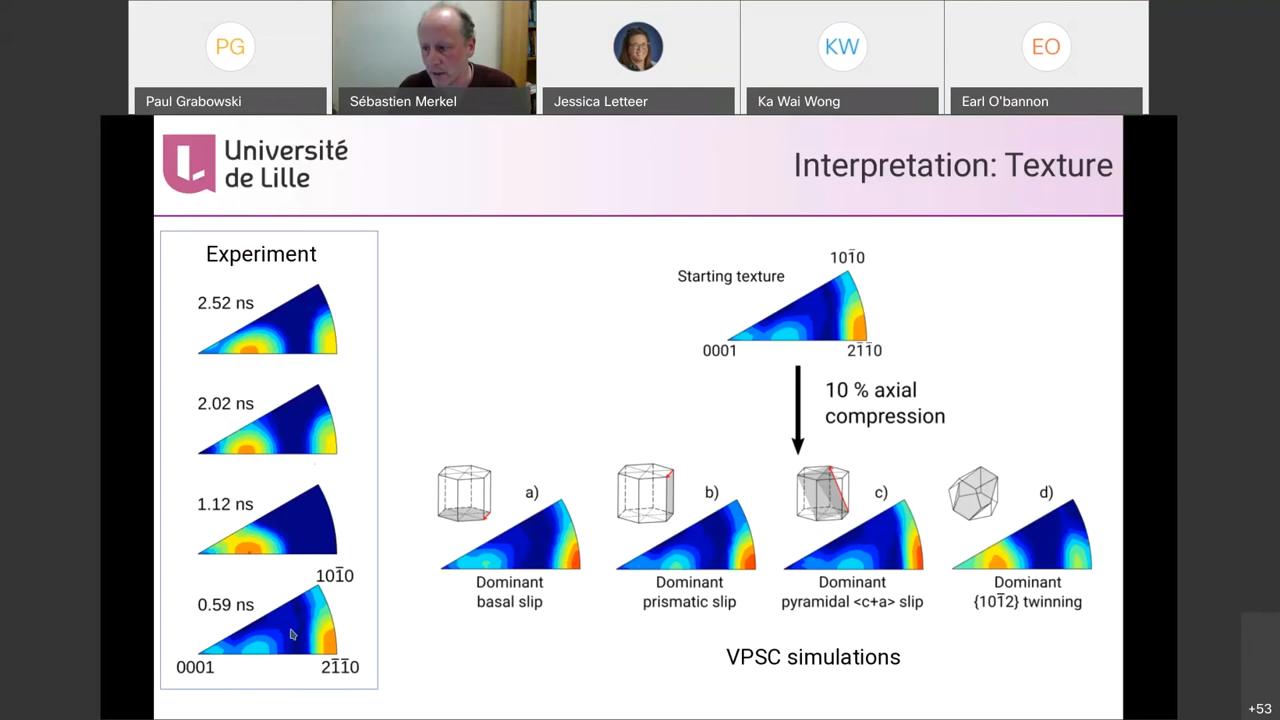 PG
KW
EO
Paul Grabowski
Sébastien Merkel
Jessica Letteer
Ka Wai Wong
Earl O'bannon
Université
de Lille
Interpretation: Texture
Experiment
2.52 ns
2.02 ns
1.12 ns
101̅0
0.59 ns
0001
21̅1̅0
101̅0
Starting texture
0001
21̅1̅0
10 % axial
compression
a)
b)
c)
d)
Dominant
basal slip
Dominant
prismatic slip
Dominant
pyramidal <c+a> slip
Dominant
{101̅2} twinning
VPSC simulations
+53